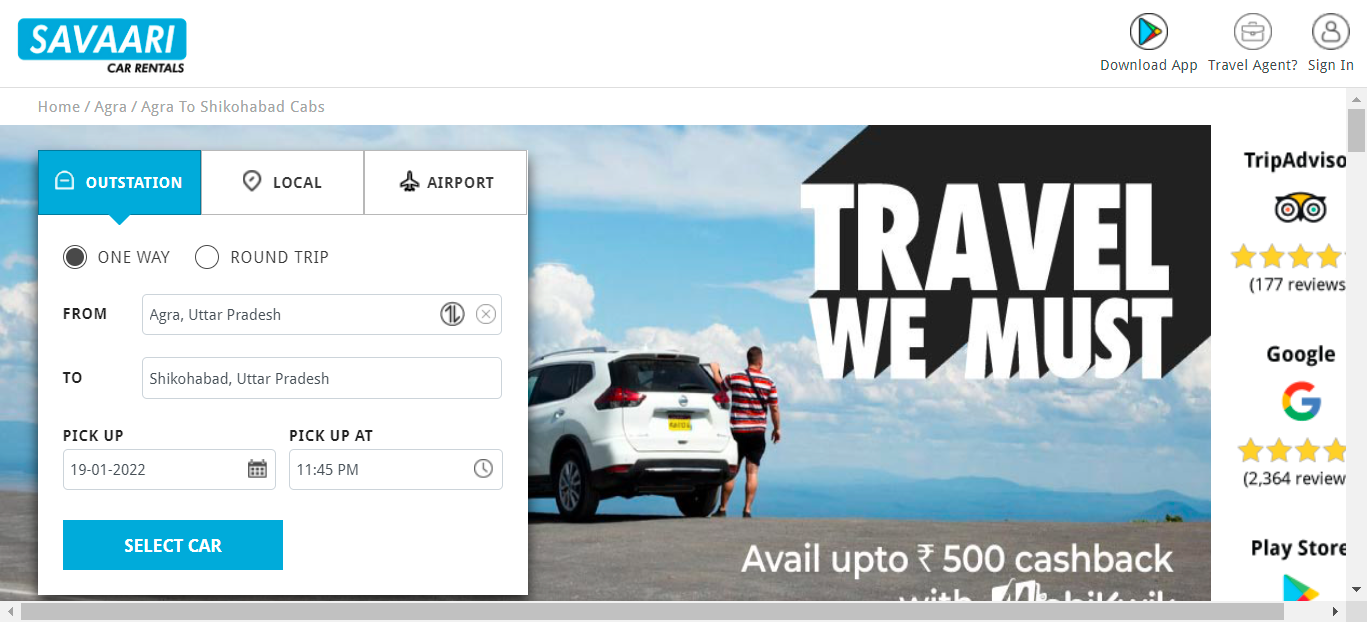 SAVAARI
CAR RENTALS
Download App
Travel Agent?
Sign In
Home / Agra / Agra To Shikohabad Cabs
OUTSTATION
LOCAL
AIRPORT
ONE WAY
ROUND TRIP
FROM
Agra, Uttar Pradesh
TO
Shikohabad, Uttar Pradesh
PICK UP
PICK UP AT
19-01-2022
11:45 PM
SELECT CAR
TRAVEL
WE MUST
Avail upto ₹ 500 cashback
with MobiKwik
TripAdviso
(177 reviews
Google
(2,364 review
Play Store